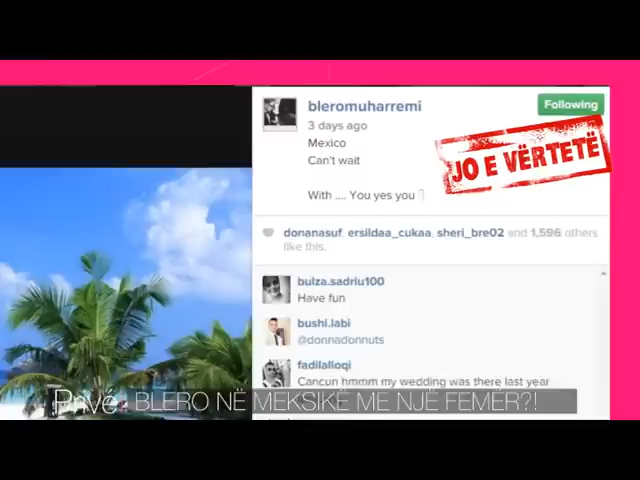 bleromuharremi
Following
3 days ago
Mexico
Can't wait
With .... You yes you
JO E VËRTETË
donanasuf, ersildaa_cukaa, sheri_bre02 and 1,596 others
like this.
bulza.sadriu100
Have fun
bushi.labi
@donnadonnuts
fadilalloqi
Cancun hmmm my wedding was there last year
Privé BLERO NË MEKSIKË ME NJË FEMËR?!